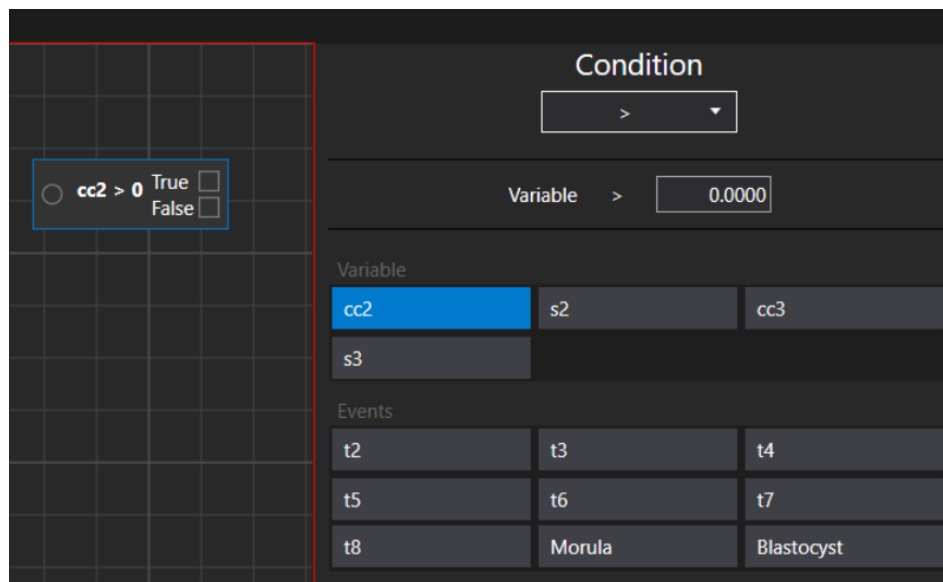 Condition
>
cc2 > 0 True
False
Variable > 0.0000
Variable
cc2 s2 cc3
s3
Events
t2 t3 t4
t5 t6 t7
t8 Morula Blastocyst